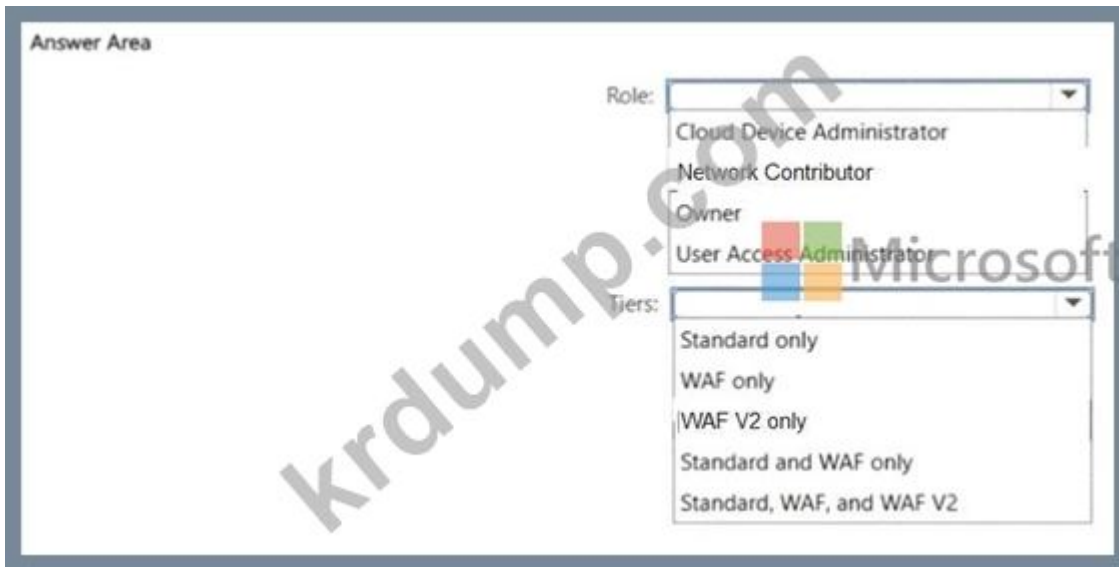 Answer Area
Role:
Cloud Device Administrator
Network Contributor
Owner
User Access Administrator
Microsoft
Tiers:
Standard only
WAF only
WAF V2 only
Standard and WAF only
Standard, WAF, and WAF V2
krdump.com